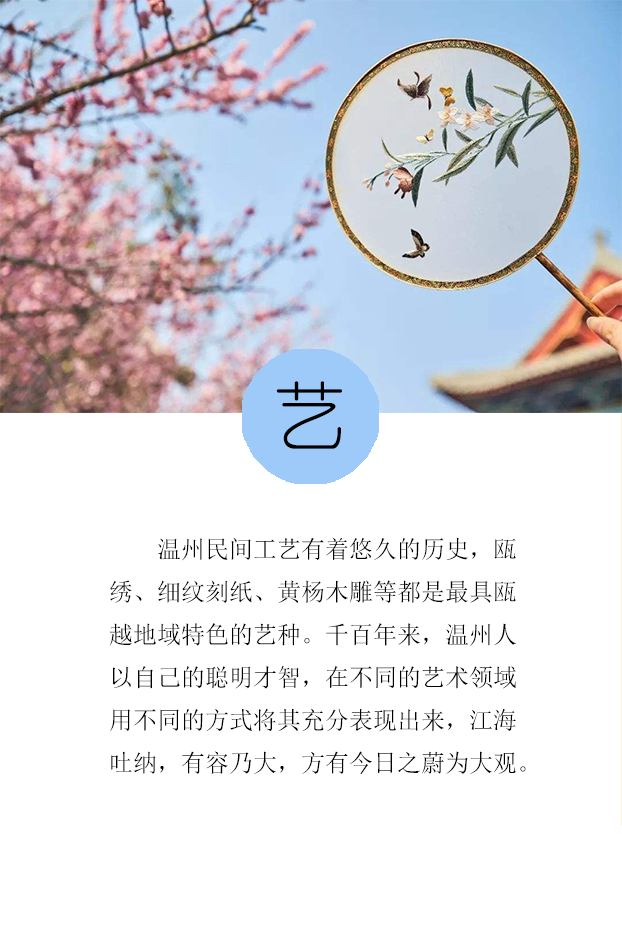 艺
温州民间工艺有着悠久的历史，瓯
绣、细纹刻纸、黄杨木雕等都是最具瓯
越地域特色的艺种。千百年来，温州人
以自己的聪明才智，在不同的艺术领域
用不同的方式将其充分表现出来，江海
吐纳，有容乃大，方有今日之蔚为大观。